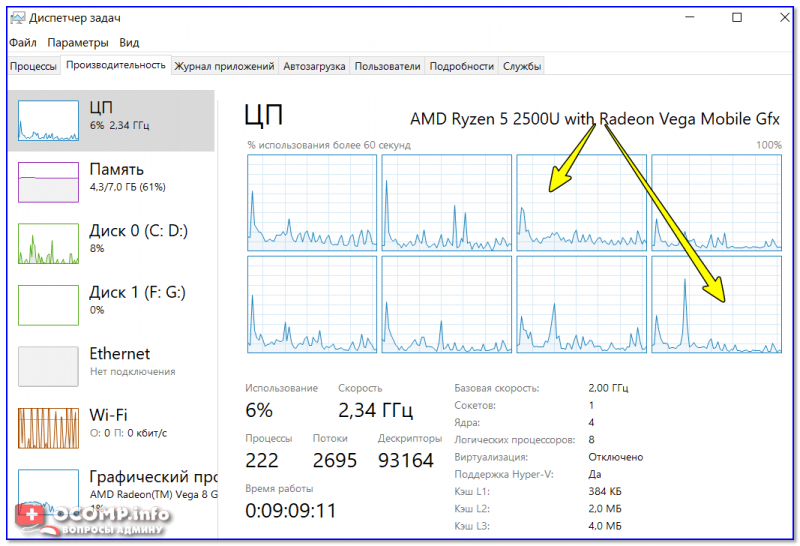 Диспетчер задач
Файл Параметры Вид
Процессы Производительность Журнал приложений Автозагрузка Пользователи Подробности Службы
ЦП
6% 2,34 ГГц
Память
4,3/7.0 ГБ (61%)
Диск 0 (C: D:)
8%
Диск 1 (F: G:)
0%
Ethernet
Нет подключения
Wi-Fi
О: 0 П: 0 кбит/с
Графический про
AMD Radeon(TM) Vega 8 G
ЦП
AMD Ryzen 5 2500U with Radeon Vega Mobile Gfx
% использования более 60 секунд 100%
Использование Скорость
6% 2,34 ГГц
Процессы Потоки Дескрипторы
222 2695 93164
Время работы
0:09:09:11
Базовая скорость: 2,00 ГГц
Сокетов: 1
Ядра: 4
Логических процессоров: 8
Виртуализация: Отключено
Поддержка Hyper-V: Да
Кэш L1: 384 КБ
Кэш L2: 2,0 МБ
Кэш L3: 4,0 МБ
OCOMP.info
ВОПРОСЫ АДМИНУ